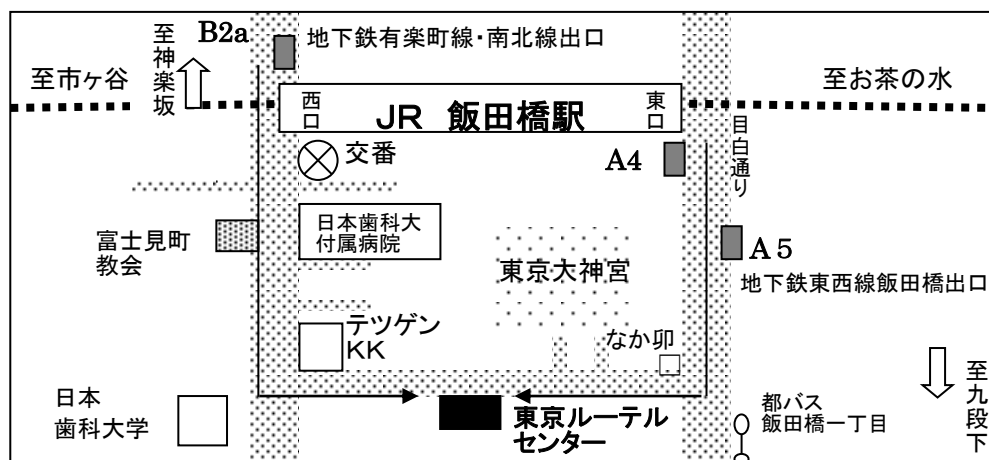 至神楽坂
B2a
地下鉄有楽町線・南北線出口
至市ヶ谷
至お茶の水
西口
JR 飯田橋駅
東口
目白通り
交番
A4
富士見町
教会
日本歯科大
付属病院
東京大神宮
A5
地下鉄東西線飯田橋出口
テツゲン
KK
なか卯
至九段下
日本
歯科大学
東京ルーテル
センター
都バス
飯田橋一丁目